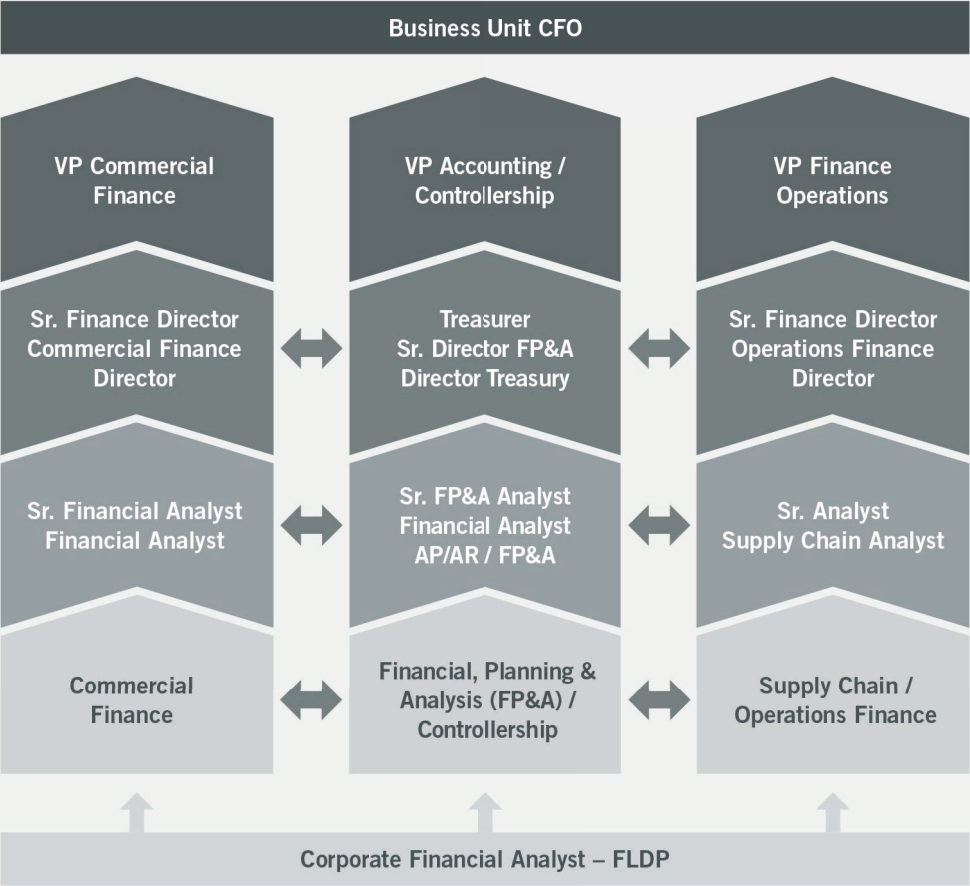 Business Unit CFO
VP Commercial
Finance
VP Accounting /
Controllership
VP Finance
Operations
Sr. Finance Director
Commercial Finance
Director
Treasurer
Sr. Director FP&A
Director Treasury
Sr. Finance Director
Operations Finance
Director
Sr. Financial Analyst
Financial Analyst
Sr. FP&A Analyst
Financial Analyst
AP/AR / FP&A
Sr. Analyst
Supply Chain Analyst
Commercial
Finance
Financial, Planning &
Analysis (FP&A) /
Controllership
Supply Chain /
Operations Finance
Corporate Financial Analyst – FLDP